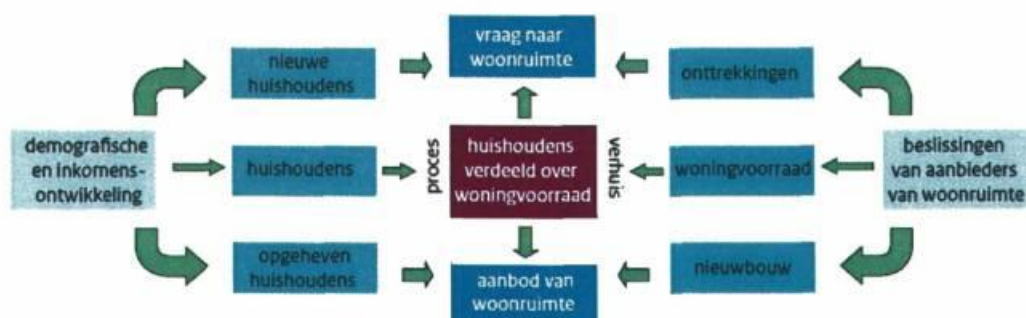 vraag naar
woonruimte
nieuwe
huishoudens
onttrekkingen
demografische
en inkomens-
ontwikkeling
huishoudens
proces
huishoudens
verdeeld over
woningvoorraad
verhuis
woningvoorraad
beslissingen
van aanbieders
van woonruimte
opgeheven
huishoudens
aanbod van
woonruimte
nieuwbouw